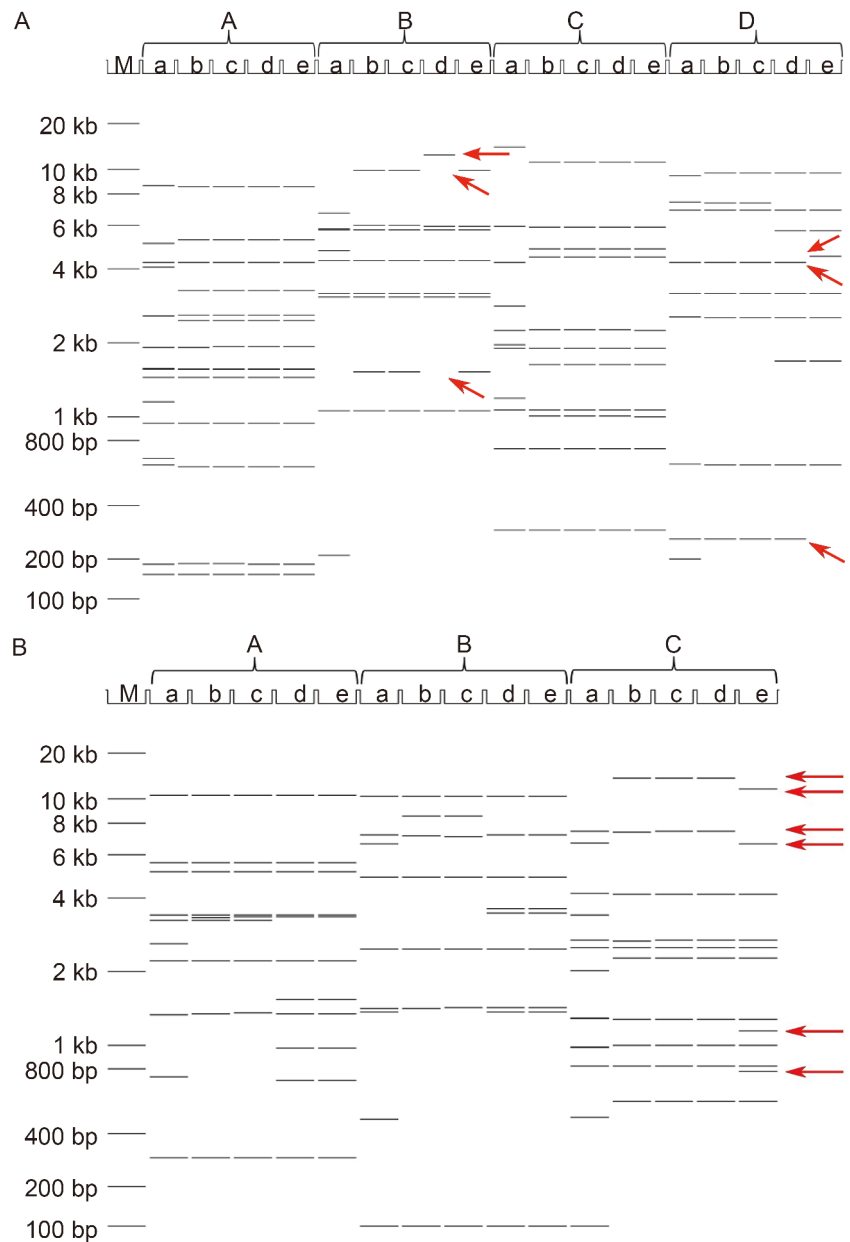 A
A B C D
M a b c d e a b c d e a b c d e a b c d e
20 kb
10 kb
8 kb
6 kb
4 kb
2 kb
1 kb
800 bp
400 bp
200 bp
100 bp
B
A B C
M a b c d e a b c d e a b c d e
20 kb
10 kb
8 kb
6 kb
4 kb
2 kb
1 kb
800 bp
400 bp
200 bp
100 bp